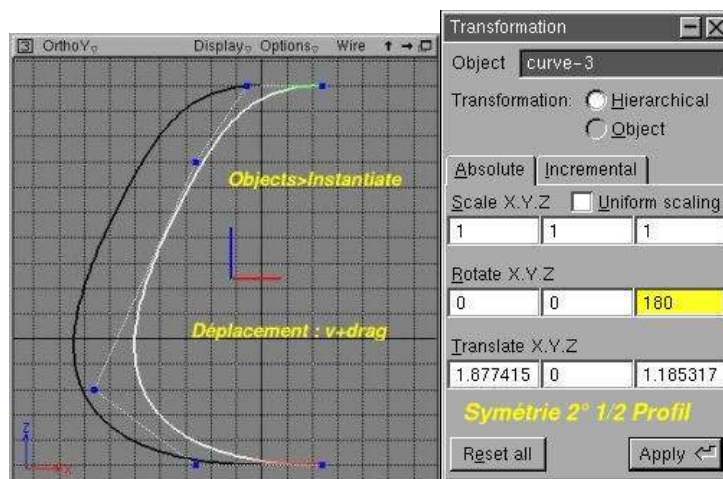 3 OrthoY Display Options Wire
Objects>Instantiate
Déplacement : v+drag
Z
X
Transformation
Object curve-3
Transformation: Hierarchical
Object
Absolute Incremental
Scale X.Y.Z Uniform scaling
1 1 1
Rotate X.Y.Z
0 0 180
Translate X.Y.Z
1.877415 0 1.185317
Symétrie 2° 1/2 Profil
Reset all Apply